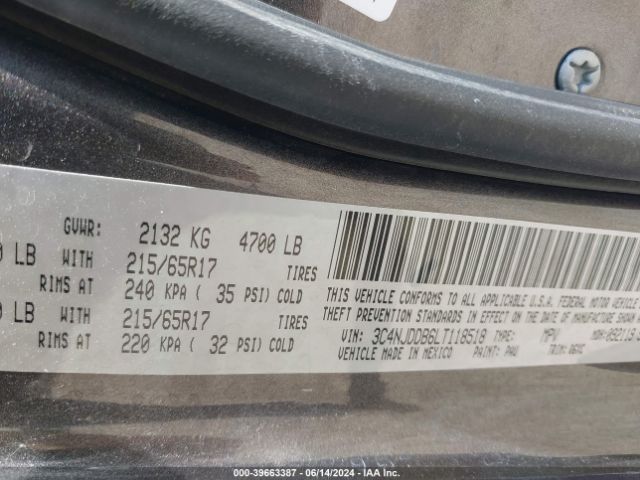 GVWR: 2132 KG 4700 LB
LB WITH 215/65R17 TIRES
RIMS AT 240 KPA ( 35 PSI) COLD
LB WITH 215/65R17 TIRES
RIMS AT 220 KPA ( 32 PSI) COLD
THIS VEHICLE CONFORMS TO ALL APPLICABLE U.S.A. FEDERAL MOTOR VEHICLE
THEFT PREVENTION STANDARDS IN EFFECT ON THE DATE OF
VIN: 3C4NJDDB6LT118518 TYPE: MPV MDH:
VEHICLE MADE IN MEXICO PAINT: PAU TRIM:
000-39663387 - 06/14/2024 - IAA Inc.